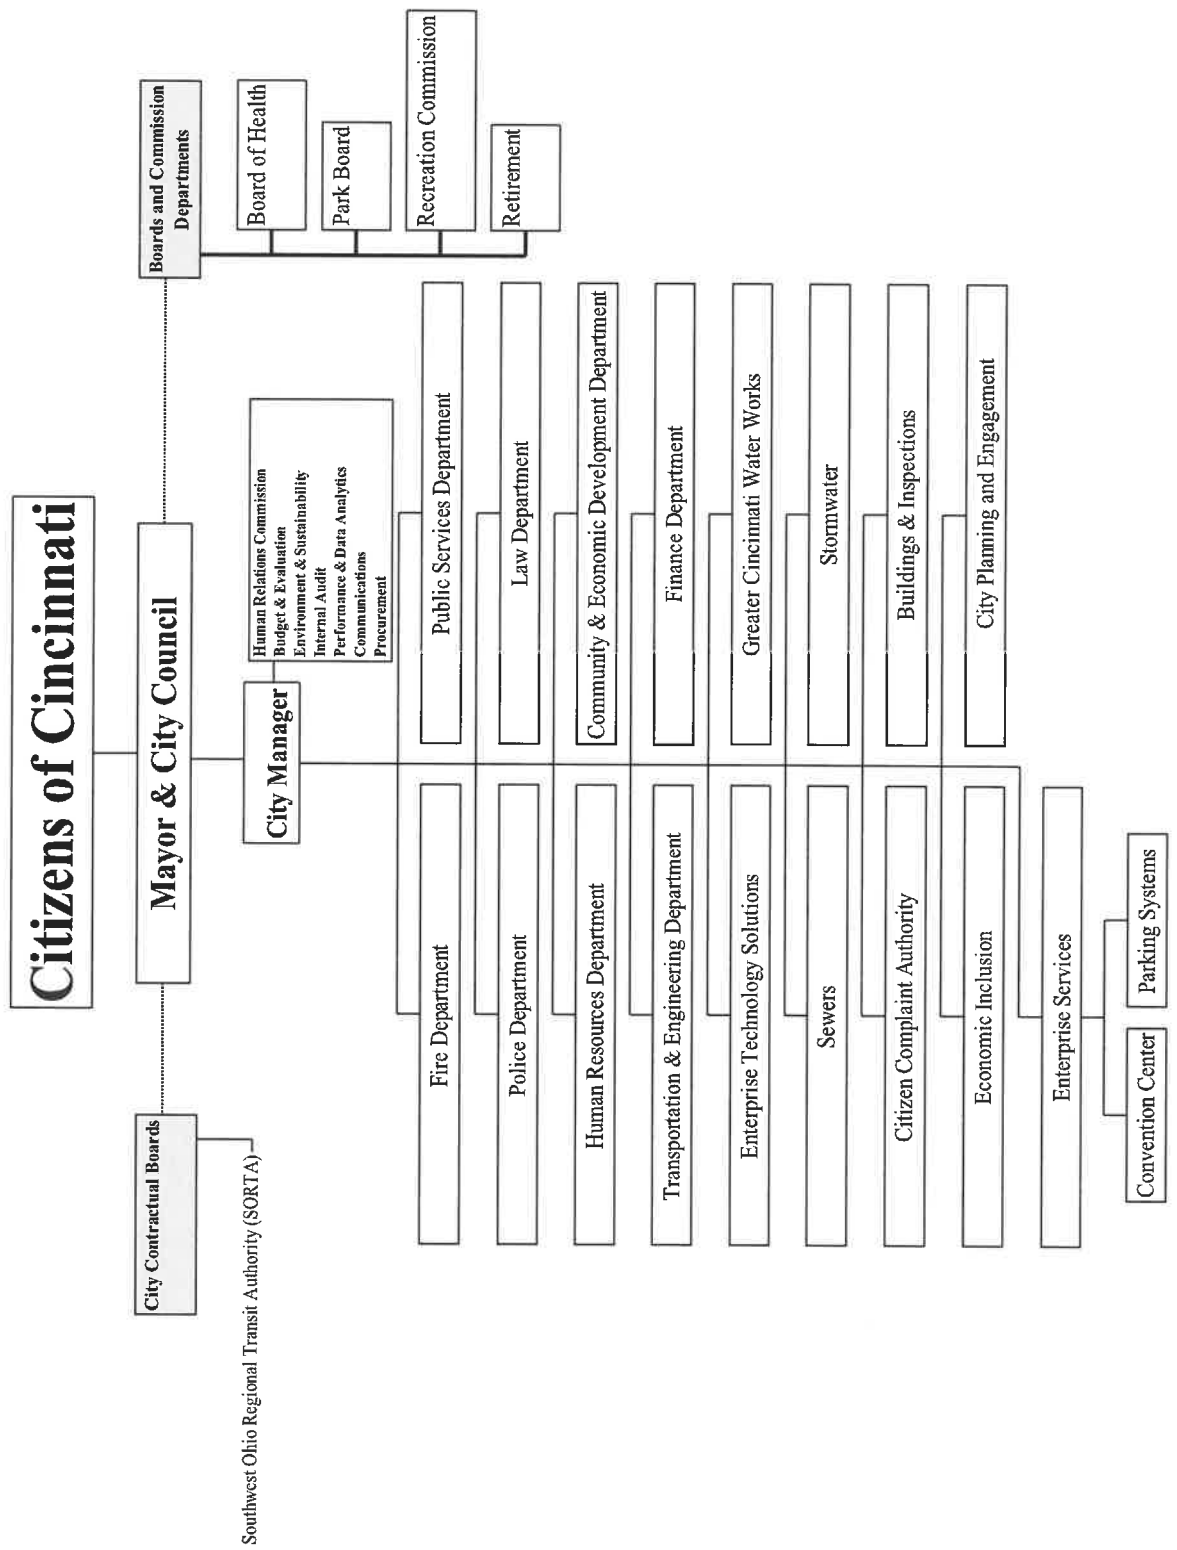 Citizens of Cincinnati
City Contractual Boards
Mayor & City Council
Boards and Commission
Departments
Southwest Ohio Regional Transit Authority (SORTA)
City Manager
Human Relations Commission
Budget & Evaluation
Environment & Sustainability
Internal Audit
Performance & Data Analytics
Communications
Procurement
Board of Health
Park Board
Recreation Commission
Retirement
Fire Department
Public Services Department
Police Department
Law Department
Human Resources Department
Community & Economic Development Department
Transportation & Engineering Department
Finance Department
Enterprise Technology Solutions
Greater Cincinnati Water Works
Sewers
Stormwater
Citizen Complaint Authority
Buildings & Inspections
Economic Inclusion
City Planning and Engagement
Enterprise Services
Convention Center
Parking Systems